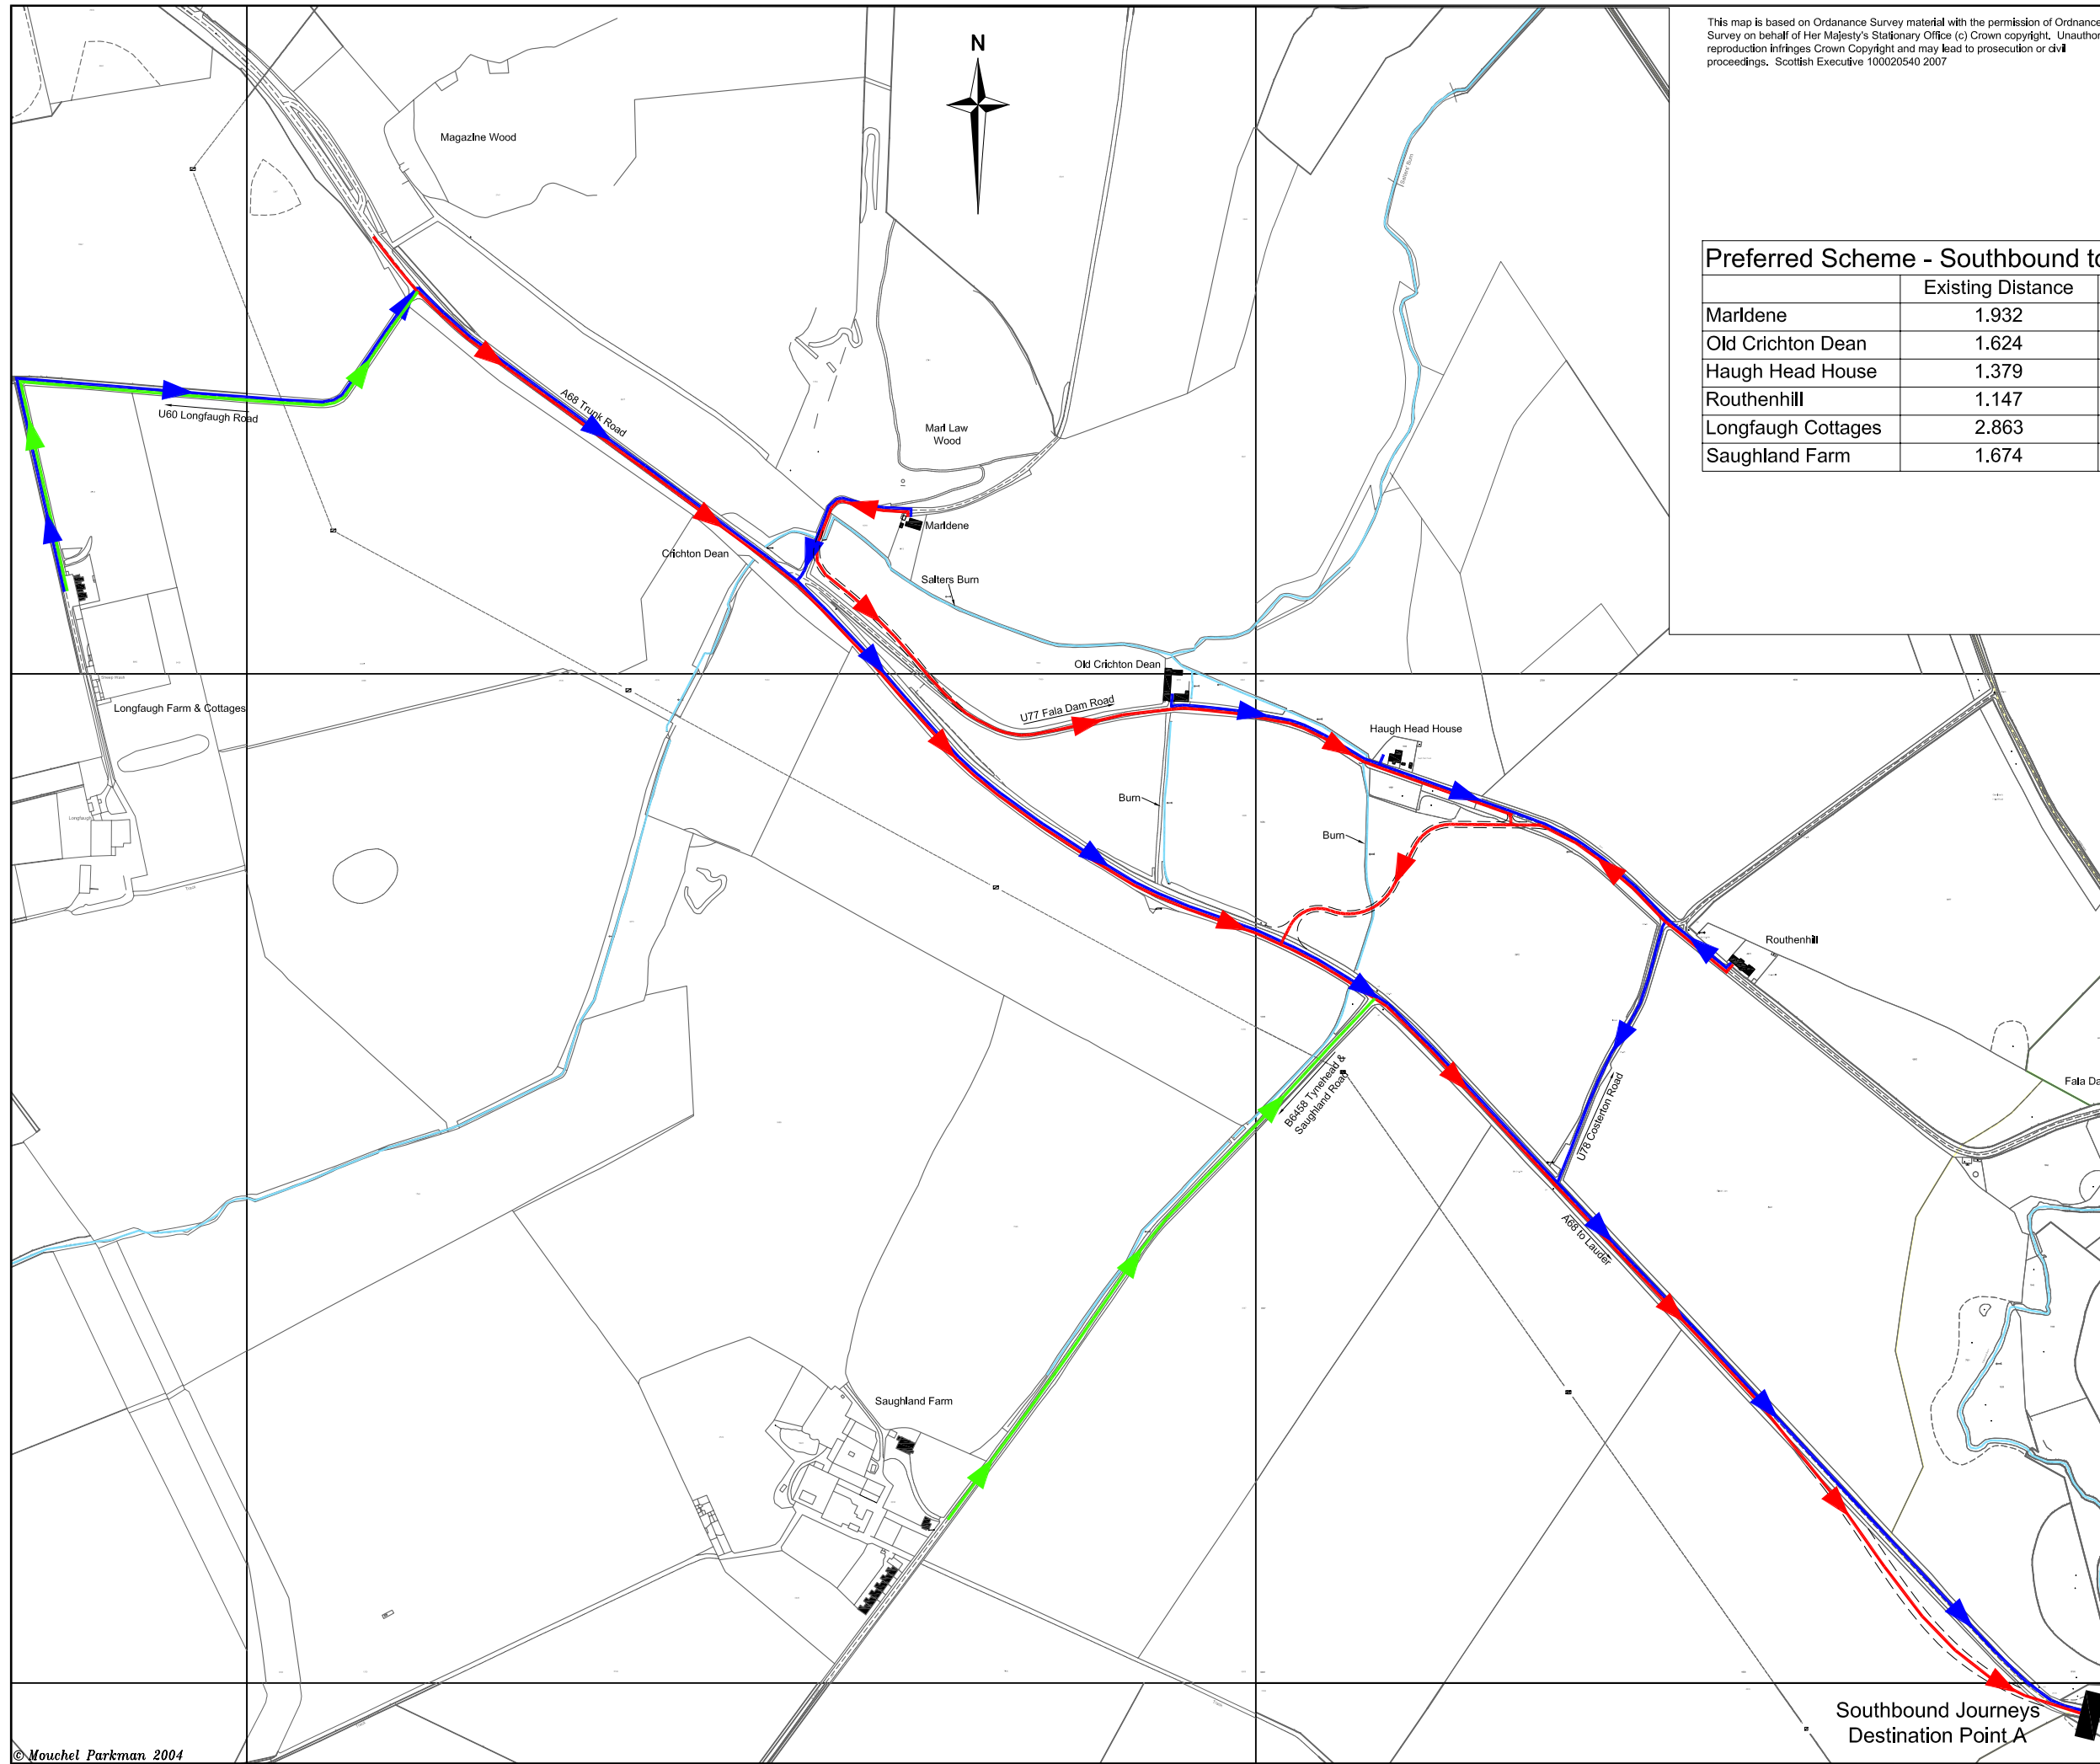 This map is based on Ordanance Survey material with the permission of Ordnance
Survey on behalf of Her Majesty's Stationary Office (c) Crown copyright. Unauthor
reproduction infringes Crown Copyright and may lead to prosecution or civil
proceedings. Scottish Executive 100020540 2007
N
Magazine Wood
Salters' Burn
Preferred Scheme - Southbound to
Existing Distance
Marldene 1.932
Old Crichton Dean 1.624
Haugh Head House 1.379
Routhenhill 1.147
Longfaugh Cottages 2.863
Saughland Farm 1.674
U60 Longfaugh Road
A68 Trunk Road
Marl Law
Wood
Marldene
Crichton Dean
Salters Burn
Old Crichton Dean
Longfaugh Farm & Cottages
U77 Fala Dam Road
Haugh Head House
Burn
Burn
Longfaugh
Track
Routhenhill
B6458 Tynehead &
Saughland Road
U78 Costerton Road
Fala Da
A68 to Lauder
Saughland Farm
Southbound Journeys
Destination Point A
© Mouchel Parkman 2004